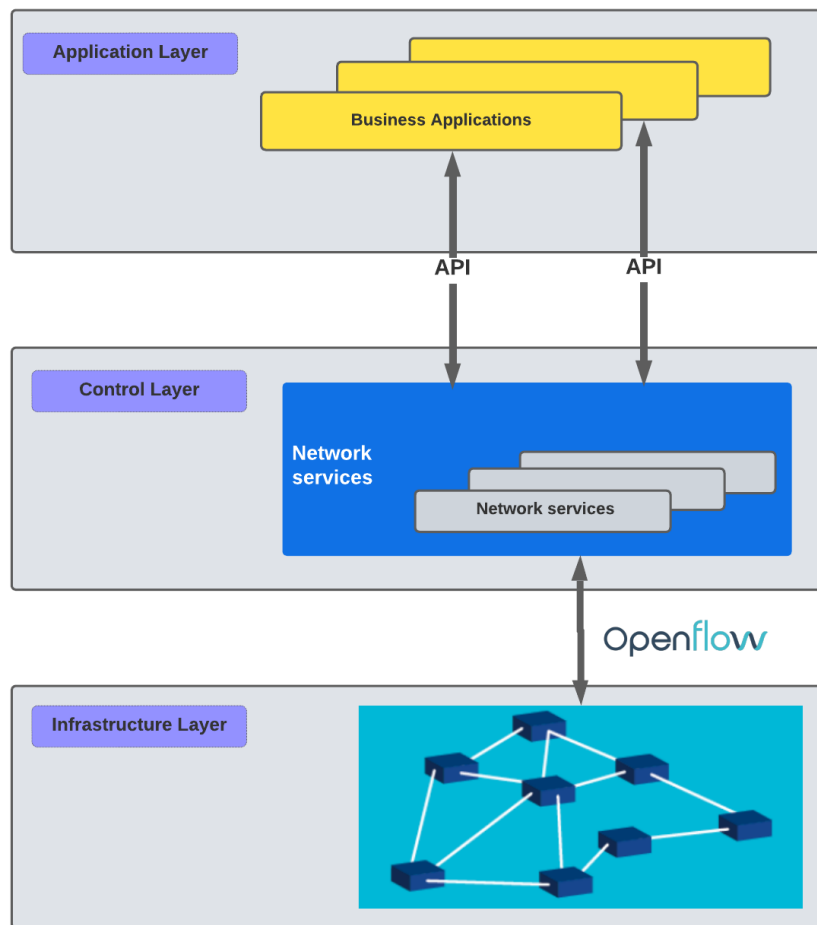 Application Layer
Business Applications
API
API
Control Layer
Network
services
Network services
Openflow
Infrastructure Layer